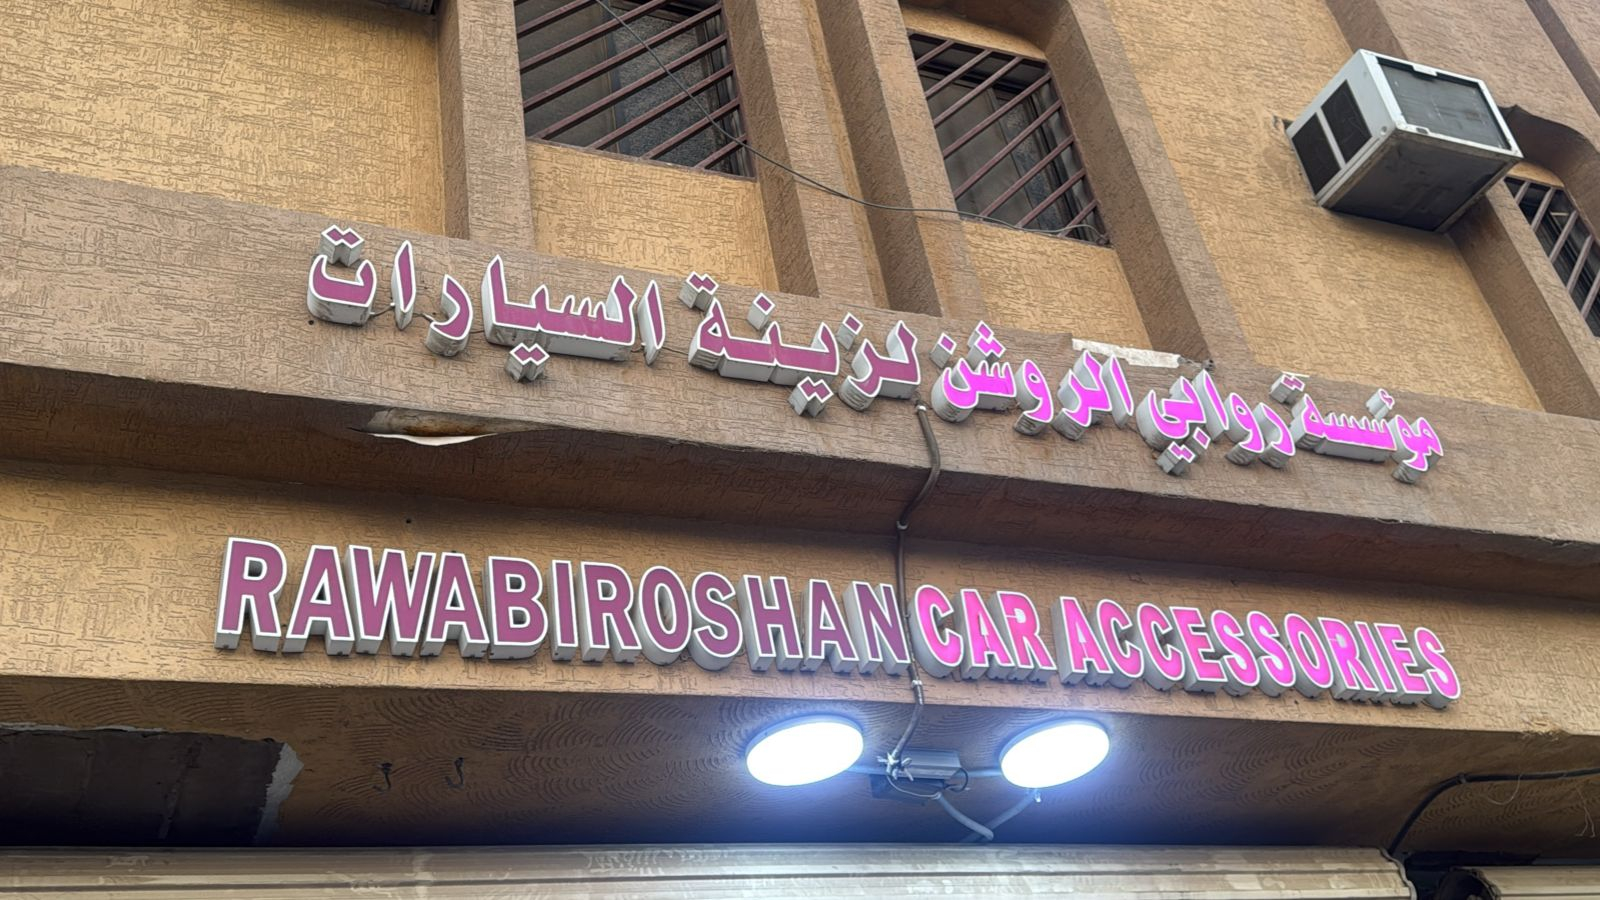 مؤسسة روابي الروشن لزينة السيارات
RAWABIROSHAN CAR ACCESSORIES